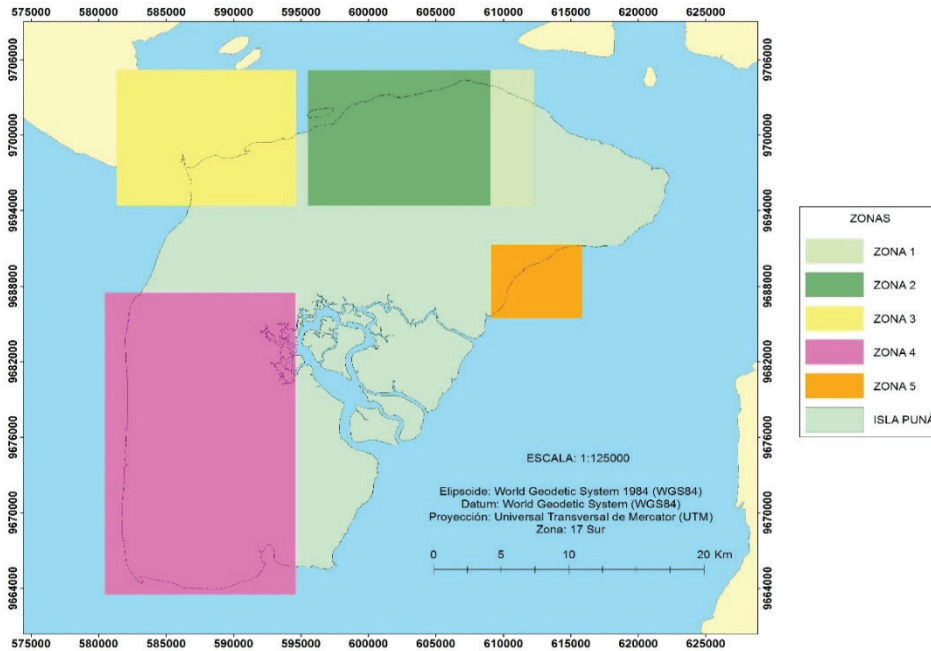 575000 580000 585000 590000 595000 600000 605000 610000 615000 620000 625000
9706000 9706000
9700000 9700000
9694000 9694000
9688000 9688000
9682000 9682000
9676000 9676000
9670000 9670000
9664000 9664000
ZONAS
ZONA 1
ZONA 2
ZONA 3
ZONA 4
ZONA 5
ISLA PUNÁ
ESCALA: 1:125000
Elipsoide: World Geodetic System 1984 (WGS84)
Datum: World Geodetic System (WGS84)
Proyección: Universal Transversal de Mercator (UTM)
Zona: 17 Sur
0 5 10 20 Km
575000 580000 585000 590000 595000 600000 605000 610000 615000 620000 625000